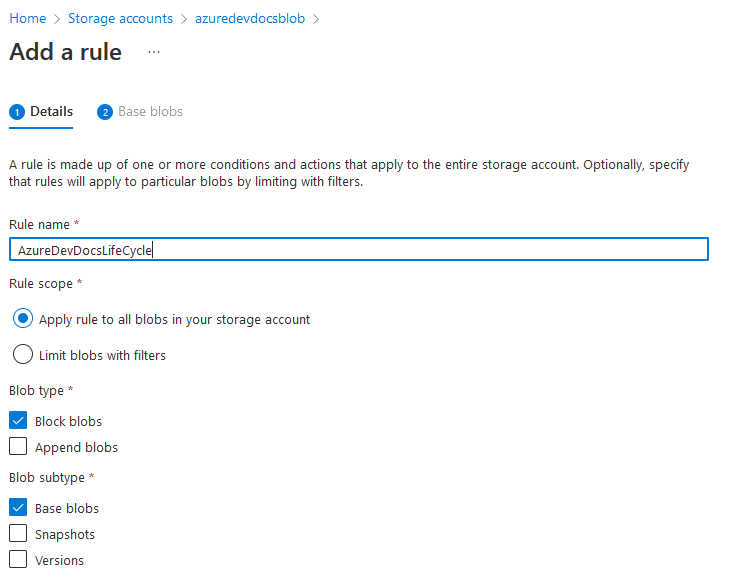 Home > Storage accounts > azuredevdocsblob >
Add a rule ...
1 Details 2 Base blobs
A rule is made up of one or more conditions and actions that apply to the entire storage account. Optionally, specify
that rules will apply to particular blobs by limiting with filters.
Rule name *
AzureDevDocsLifeCycle
Rule scope *
Apply rule to all blobs in your storage account
Limit blobs with filters
Blob type *
Block blobs
Append blobs
Blob subtype *
Base blobs
Snapshots
Versions